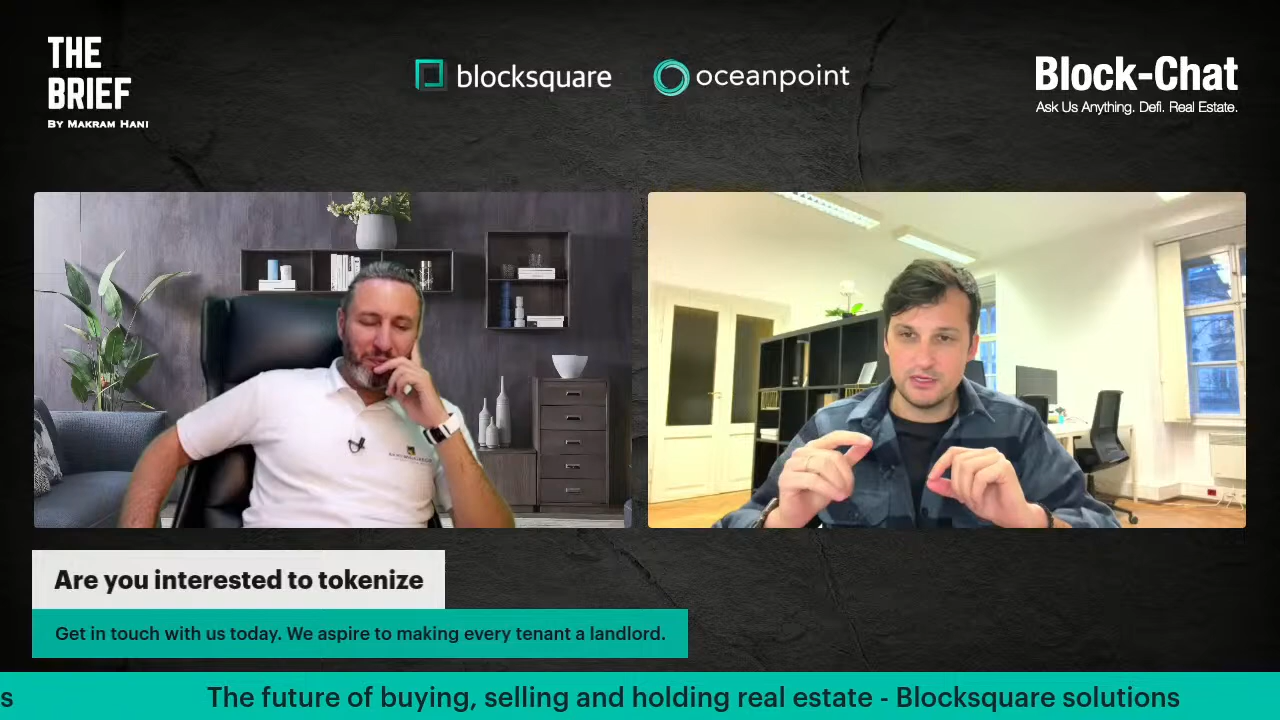 THE
BRIEF
BY MAKRAM HANI
blocksquare
oceanpoint
Block-Chat
Ask Us Anything. Defi. Real Estate.
Are you interested to tokenize
Get in touch with us today. We aspire to making every tenant a landlord.
s The future of buying, selling and holding real estate - Blocksquare solutions